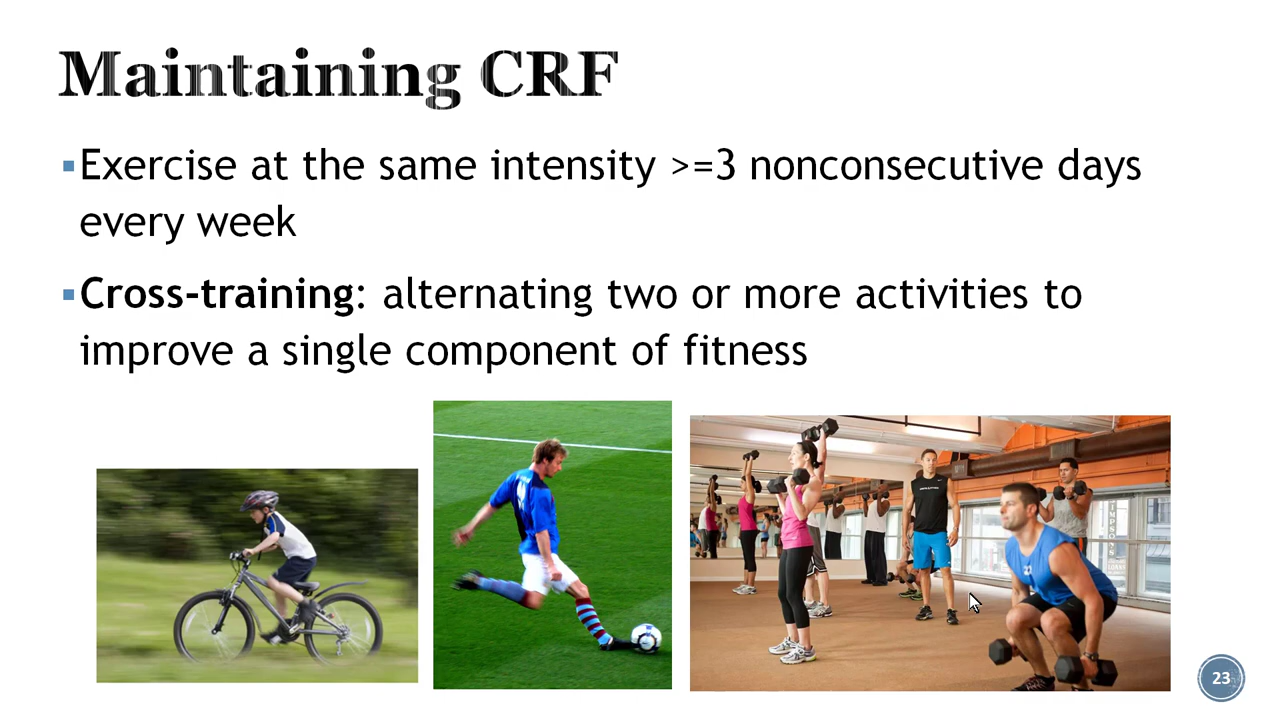 Maintaining CRF
▪Exercise at the same intensity >=3 nonconsecutive days
every week
▪Cross-training: alternating two or more activities to
improve a single component of fitness
23